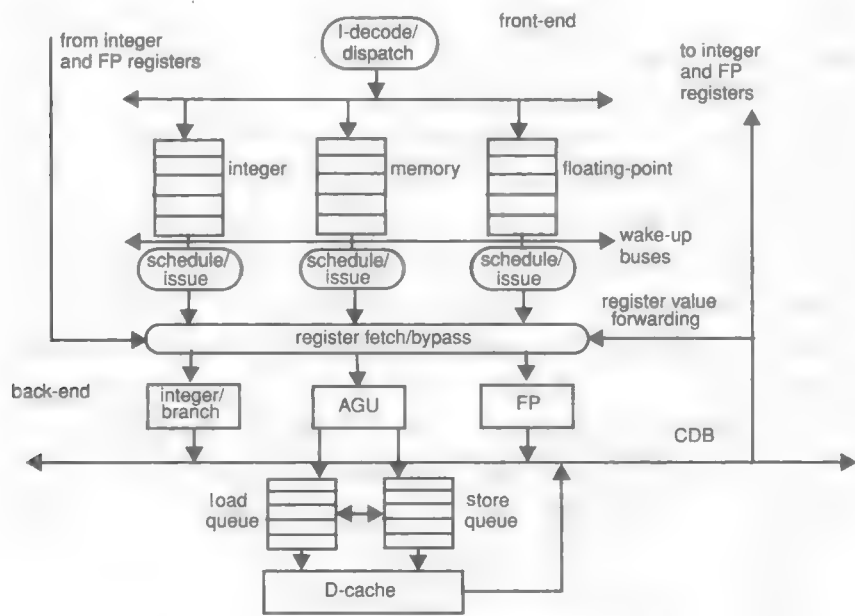 front-end
I-decode/
dispatch
from integer
and FP registers
to integer
and FP
registers
integer
memory
floating-point
wake-up
buses
schedule/
issue
schedule/
issue
schedule/
issue
register value
forwarding
register fetch/bypass
back-end
integer/
branch
AGU
FP
CDB
load
queue
store
queue
D-cache